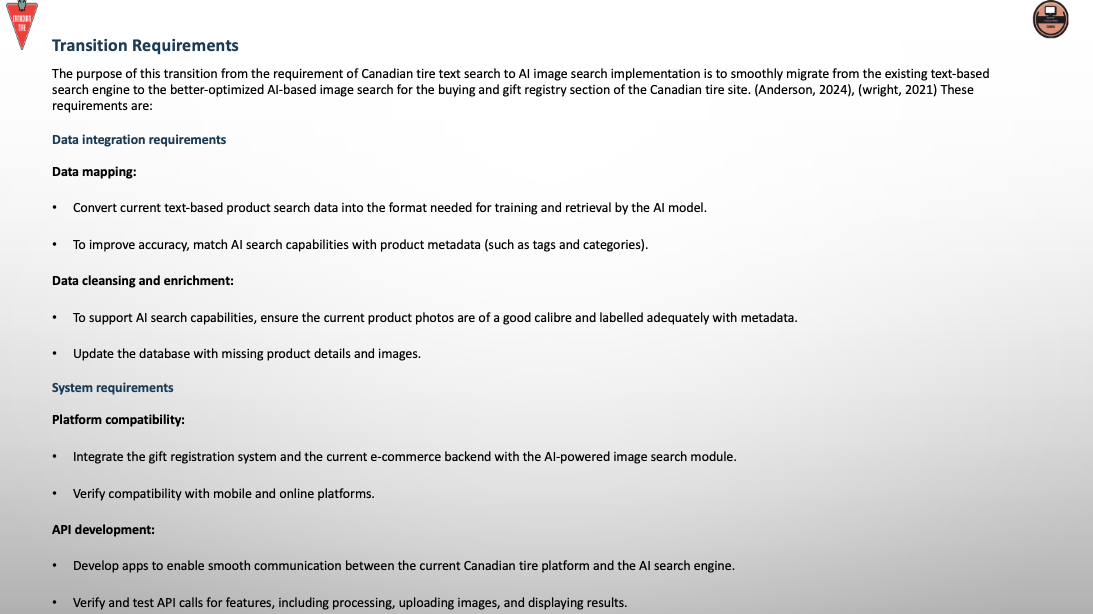 CANADIAN
TIRE
Transition Requirements
The purpose of this transition from the requirement of Canadian tire text search to AI image search implementation is to smoothly migrate from the existing text-based
search engine to the better-optimized AI-based image search for the buying and gift registry section of the Canadian tire site. (Anderson, 2024), (wright, 2021) These
requirements are:
Data integration requirements
Data mapping:
• Convert current text-based product search data into the format needed for training and retrieval by the AI model.
• To improve accuracy, match AI search capabilities with product metadata (such as tags and categories).
Data cleansing and enrichment:
• To support AI search capabilities, ensure the current product photos are of a good calibre and labelled adequately with metadata.
• Update the database with missing product details and images.
System requirements
Platform compatibility:
• Integrate the gift registration system and the current e-commerce backend with the AI-powered image search module.
• Verify compatibility with mobile and online platforms.
API development:
• Develop apps to enable smooth communication between the current Canadian tire platform and the AI search engine.
• Verify and test API calls for features, including processing, uploading images, and displaying results.